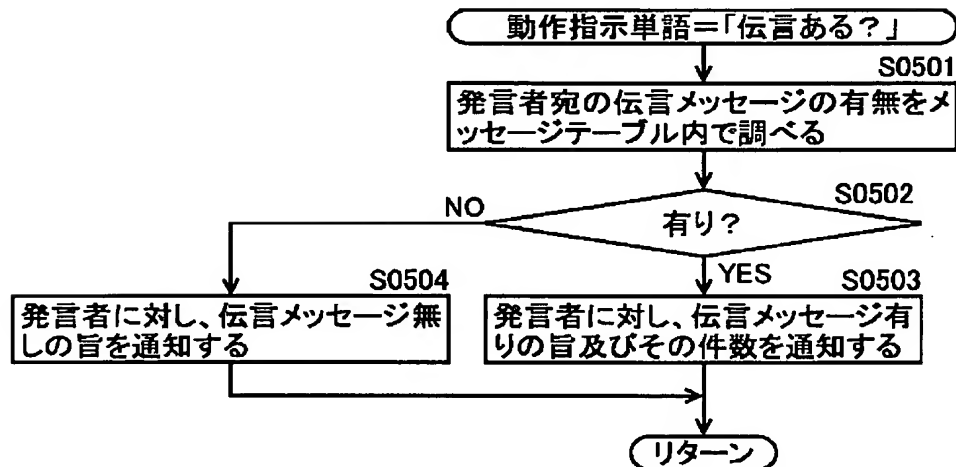 動作指示単語=「伝言ある?」
S0501
発言者宛の伝言メッセージの有無をメ
ッセージテーブル内で調べる
S0502
有り?
NO
YES
S0504
発言者に対し、伝言メッセージ無
しの旨を通知する
S0503
発言者に対し、伝言メッセージ有
りの旨及びその件数を通知する
リターン